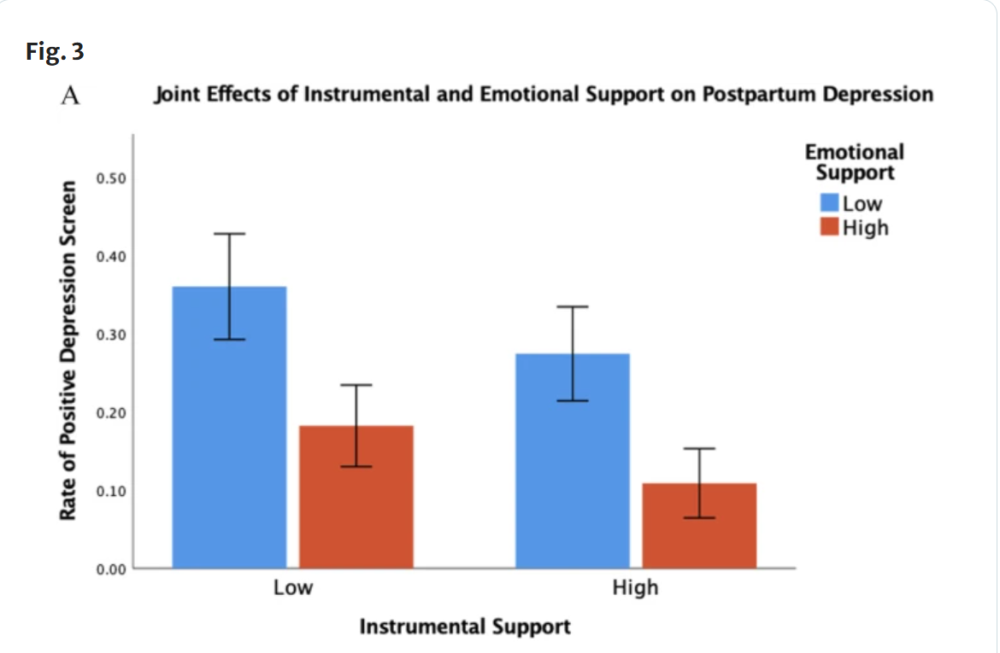 Fig. 3
A
Joint Effects of Instrumental and Emotional Support on Postpartum Depression
Emotional
Support
Low
High
Rate of Positive Depression Screen
0.50
0.40
0.30
0.20
0.10
0.00
Low
High
Instrumental Support